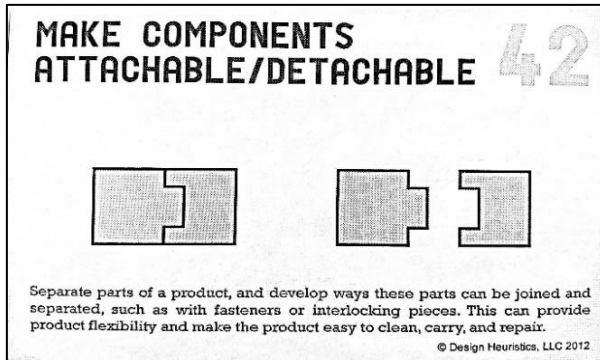 MAKE COMPONENTS
ATTACHABLE/DETACHABLE
42
Separate parts of a product, and develop ways these parts can be joined and
separated, such as with fasteners or interlocking pieces. This can provide
product flexibility and make the product easy to clean, carry, and repair.
© Design Heuristics, LLC 2012